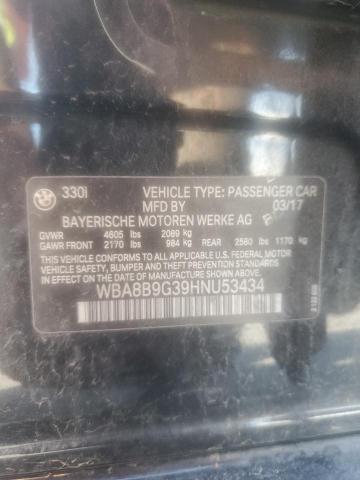 330i VEHICLE TYPE: PASSENGER CAR
MFD BY 03/17
BAYERISCHE MOTOREN WERKE AG
GVWR 4605 lbs 2089 kg
GAWR FRONT 2170 lbs 984 kg REAR 2580 lbs 1170 kg
THIS VEHICLE CONFORMS TO ALL APPLICABLE U.S. FEDERAL MOTOR
VEHICLE SAFETY, BUMPER, AND THEFT PREVENTION STANDARDS
IN EFFECT ON THE DATE OF MANUFACTURE SHOWN ABOVE.
WBA8B9G39HNU53434